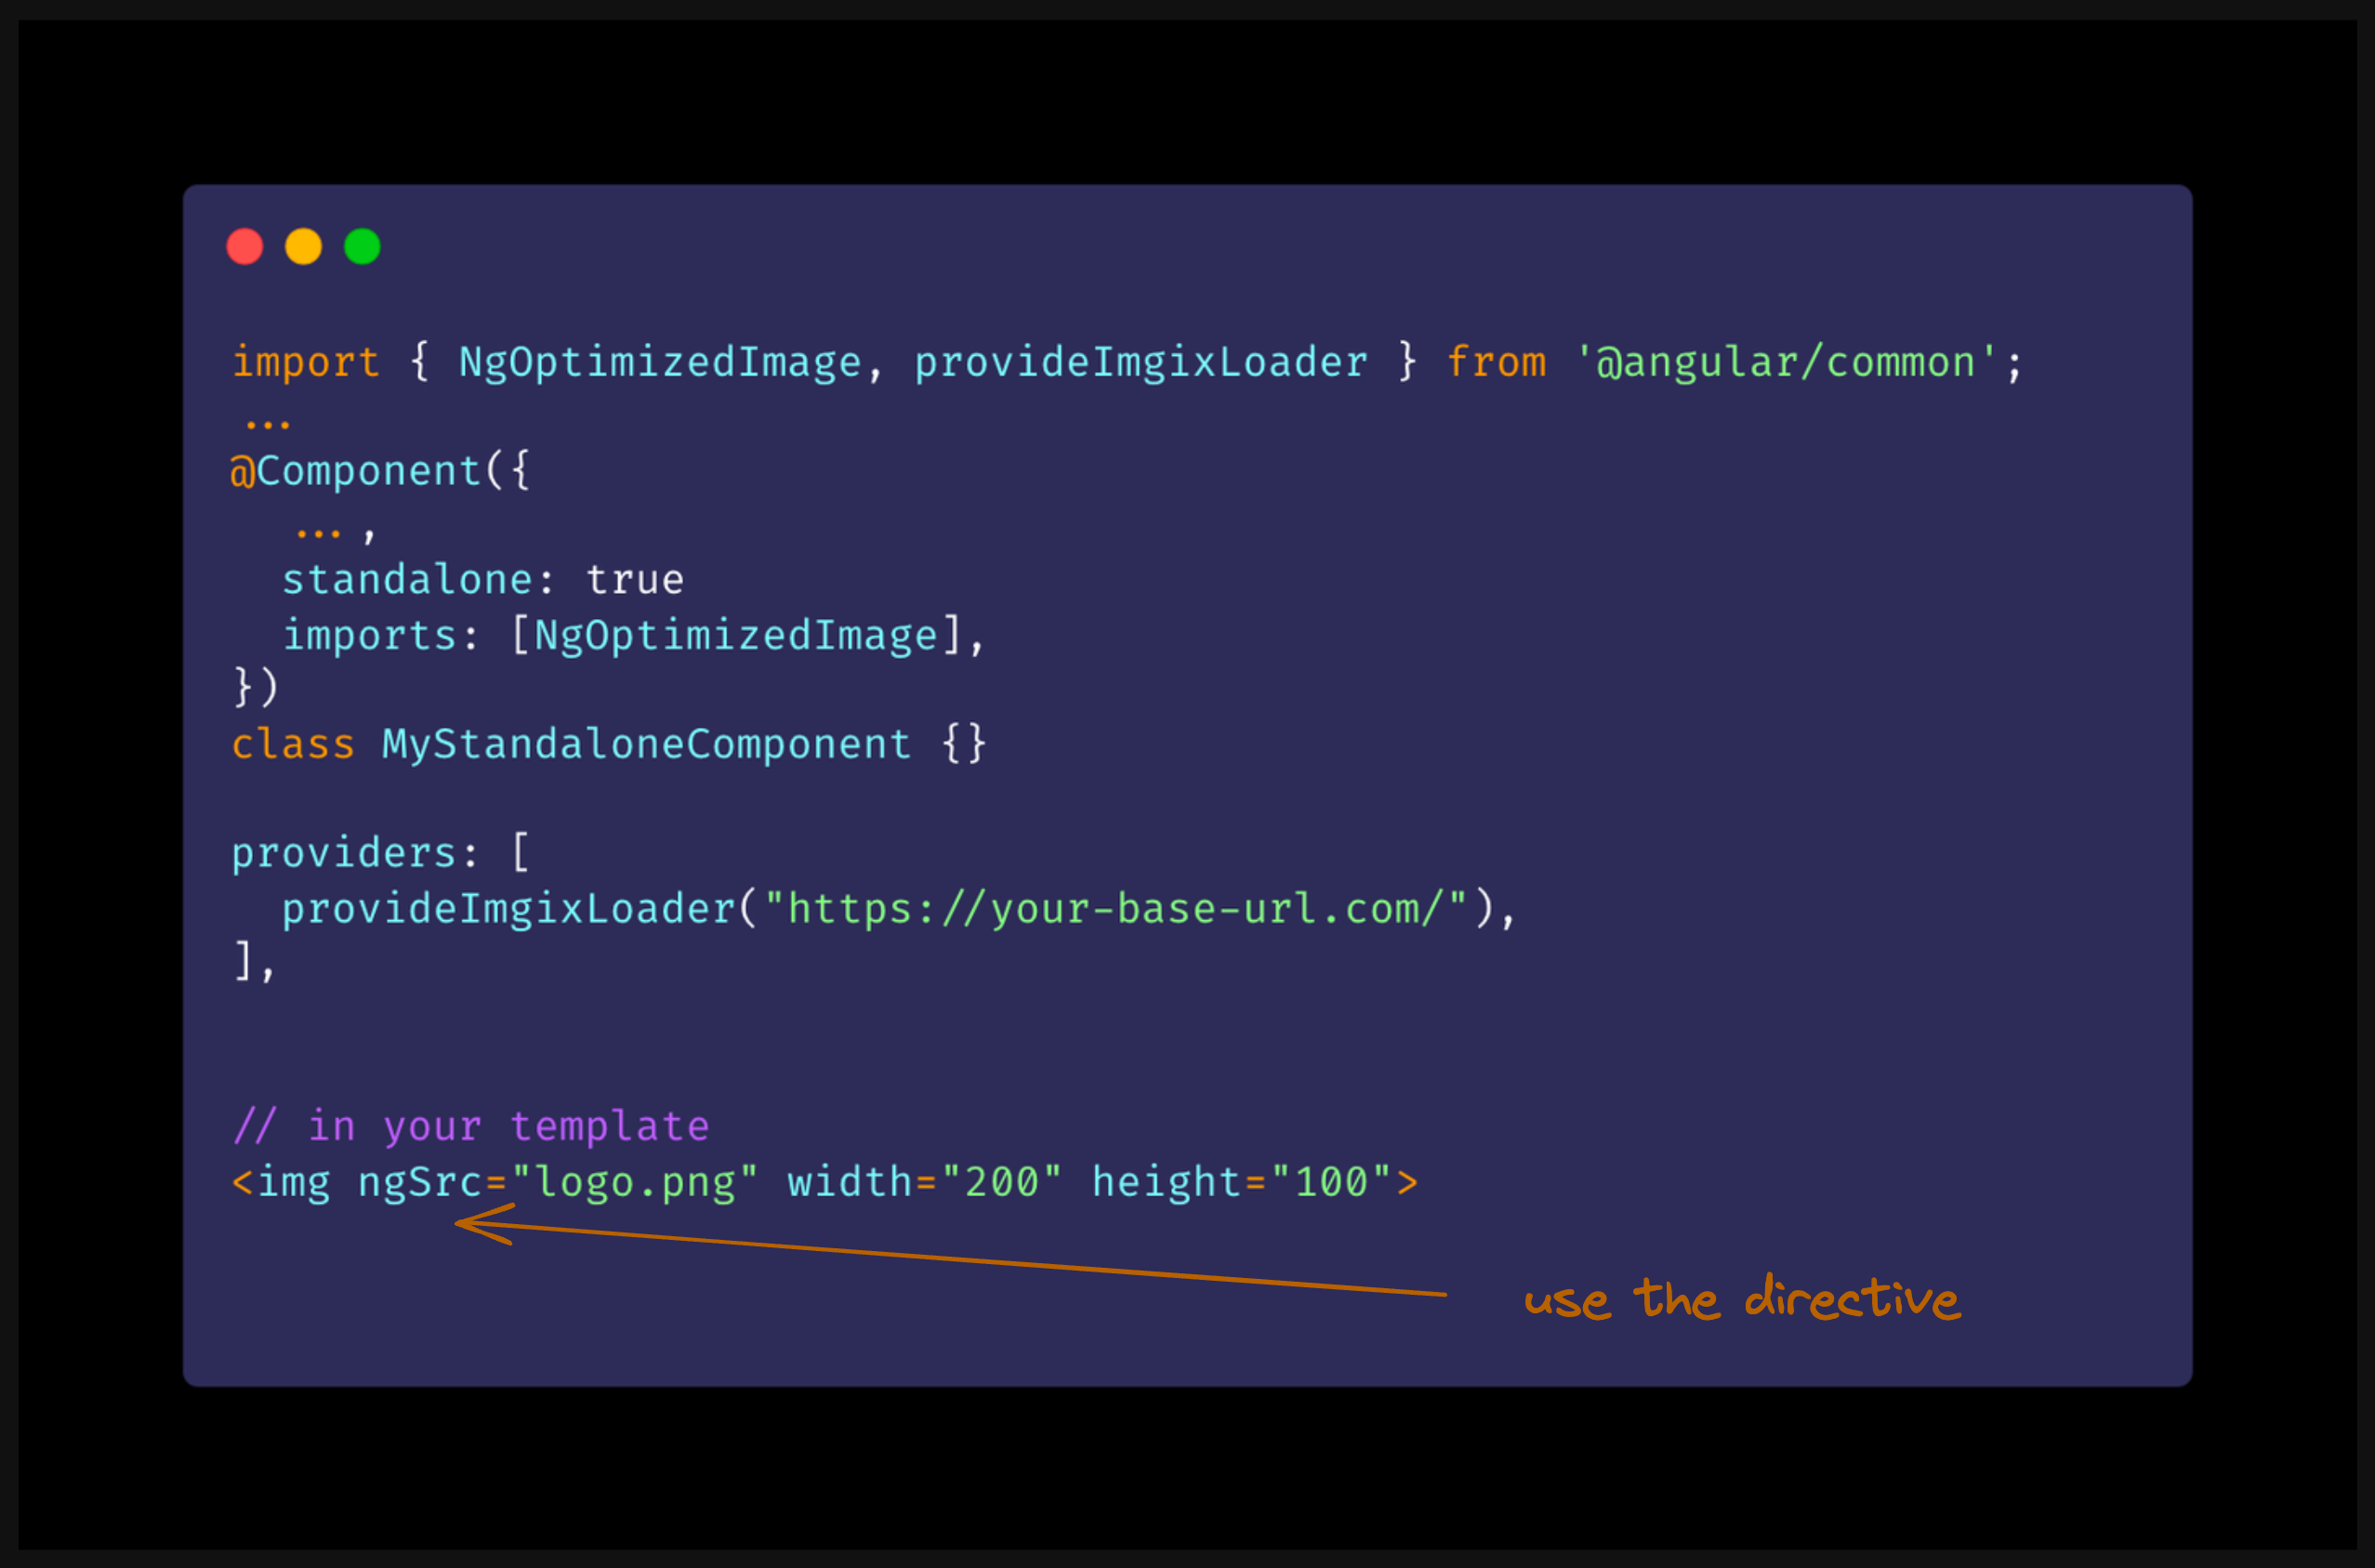 import { NgOptimizedImage, provideImgixLoader } from '@angular/common';
...
@Component({
   ... ,
  standalone: true
  imports: [NgOptimizedImage],
})
class MyStandaloneComponent {}
providers: [
  provideImgixLoader("https://your-base-url.com/"),
],
// in your template
<img ngSrc="logo.png" width="200" height="100">
use the directive